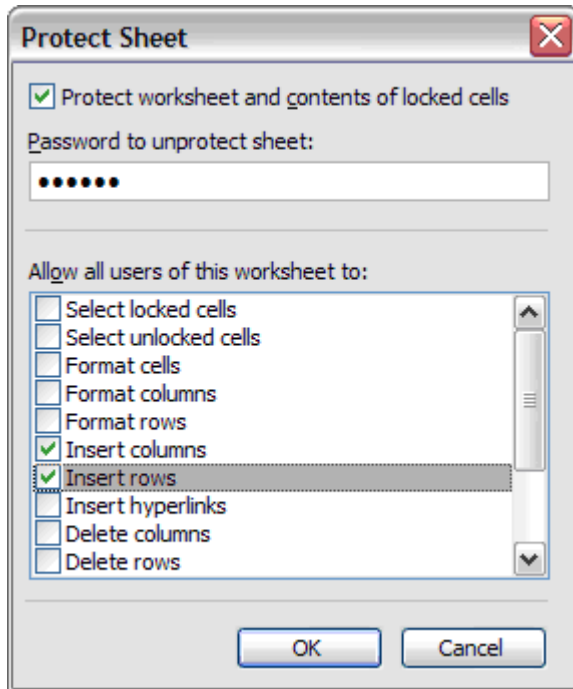 Protect Sheet
Protect worksheet and contents of locked cells
Password to unprotect sheet:
••••••
Allow all users of this worksheet to:
Select locked cells
Select unlocked cells
Format cells
Format columns
Format rows
Insert columns
Insert rows
Insert hyperlinks
Delete columns
Delete rows
OK Cancel